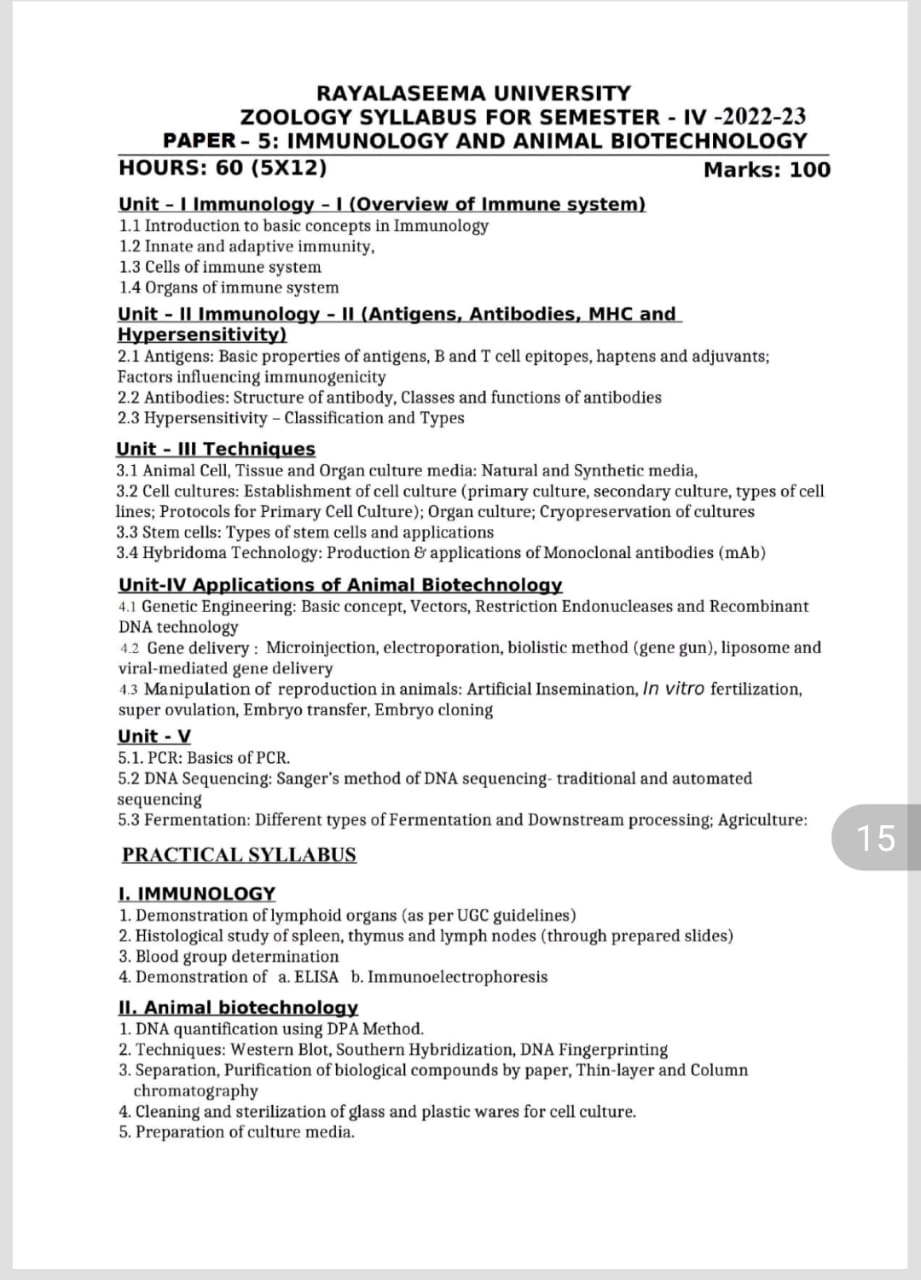 RAYALASEEMA UNIVERSITY
ZOOLOGY SYLLABUS FOR SEMESTER - IV -2022-23
PAPER – 5: IMMUNOLOGY AND ANIMAL BIOTECHNOLOGY
HOURS: 60 (5X12) Marks: 100
Unit – I Immunology – I (Overview of Immune system)
1.1 Introduction to basic concepts in Immunology
1.2 Innate and adaptive immunity,
1.3 Cells of immune system
1.4 Organs of immune system
Unit – II Immunology – II (Antigens, Antibodies, MHC and
Hypersensitivity)
2.1 Antigens: Basic properties of antigens, B and T cell epitopes, haptens and adjuvants;
Factors influencing immunogenicity
2.2 Antibodies: Structure of antibody, Classes and functions of antibodies
2.3 Hypersensitivity – Classification and Types
Unit – III Techniques
3.1 Animal Cell, Tissue and Organ culture media: Natural and Synthetic media,
3.2 Cell cultures: Establishment of cell culture (primary culture, secondary culture, types of cell
lines; Protocols for Primary Cell Culture); Organ culture; Cryopreservation of cultures
3.3 Stem cells: Types of stem cells and applications
3.4 Hybridoma Technology: Production & applications of Monoclonal antibodies (mAb)
Unit-IV Applications of Animal Biotechnology
4.1 Genetic Engineering: Basic concept, Vectors, Restriction Endonucleases and Recombinant
DNA technology
4.2 Gene delivery : Microinjection, electroporation, biolistic method (gene gun), liposome and
viral-mediated gene delivery
4.3 Manipulation of reproduction in animals: Artificial Insemination, In vitro fertilization,
super ovulation, Embryo transfer, Embryo cloning
Unit - V
5.1. PCR: Basics of PCR.
5.2 DNA Sequencing: Sanger's method of DNA sequencing- traditional and automated
sequencing
5.3 Fermentation: Different types of Fermentation and Downstream processing; Agriculture:
15
PRACTICAL SYLLABUS
I. IMMUNOLOGY
1. Demonstration of lymphoid organs (as per UGC guidelines)
2. Histological study of spleen, thymus and lymph nodes (through prepared slides)
3. Blood group determination
4. Demonstration of a. ELISA b. Immunoelectrophoresis
II. Animal biotechnology
1. DNA quantification using DPA Method.
2. Techniques: Western Blot, Southern Hybridization, DNA Fingerprinting
3. Separation, Purification of biological compounds by paper, Thin-layer and Column
chromatography
4. Cleaning and sterilization of glass and plastic wares for cell culture.
5. Preparation of culture media.